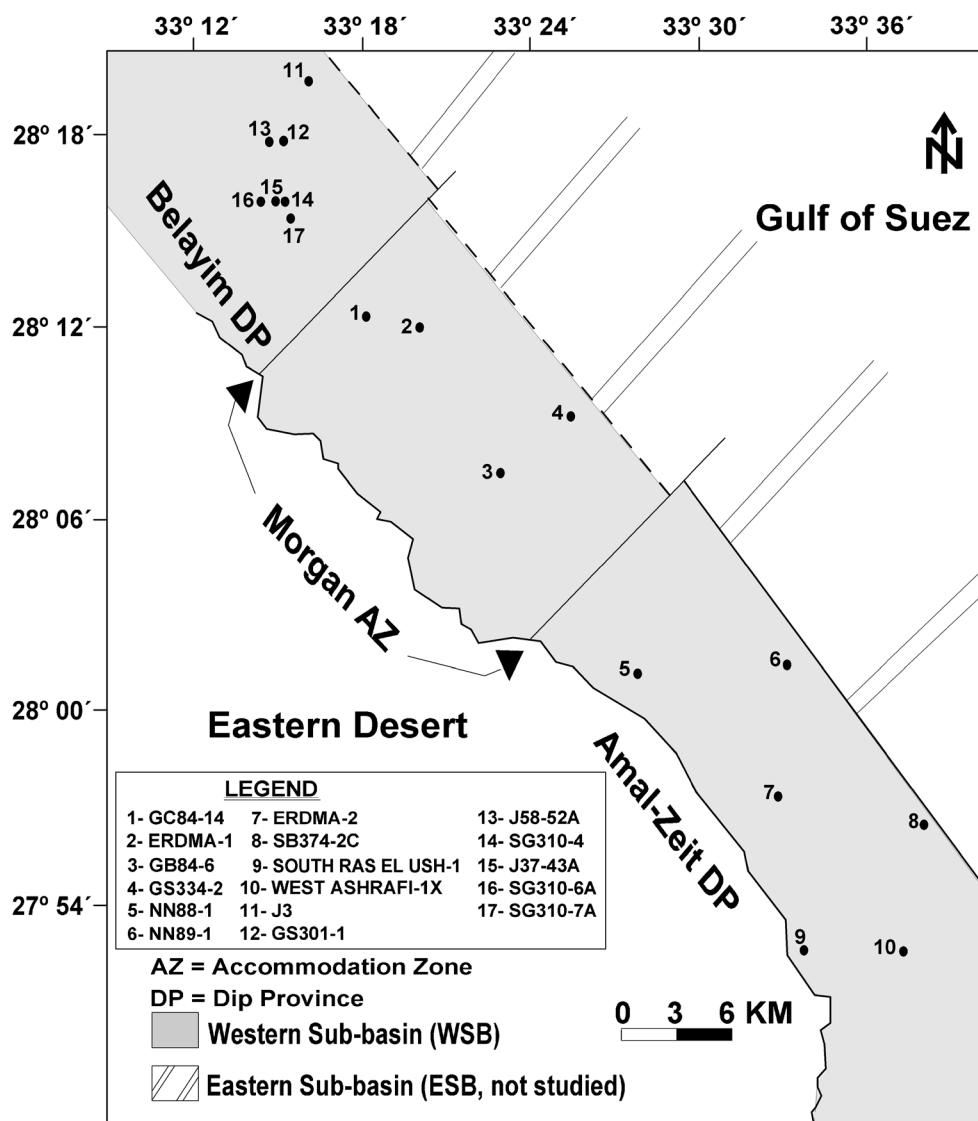 33º 12´ 33º 18´ 33º 24´ 33º 30´ 33º 36´
11
28º 18´
13 12
N
15
16 14
17
Belayim DP
Gulf of Suez
28º 12´
1 2
4
3
28º 06´
Morgan AZ
6
5
28º 00´
Eastern Desert
Amal-Zeit DP
7
8
LEGEND
1- GC84-14 7- ERDMA-2 13- J58-52A
2- ERDMA-1 8- SB374-2C 14- SG310-4
3- GB84-6 9- SOUTH RAS EL USH-1 15- J37-43A
4- GS334-2 10- WEST ASHRAFI-1X 16- SG310-6A
5- NN88-1 11- J3 17- SG310-7A
6- NN89-1 12- GS301-1
27º 54´
9 10
AZ = Accommodation Zone
DP = Dip Province
0 3 6 KM
Western Sub-basin (WSB)
Eastern Sub-basin (ESB, not studied)